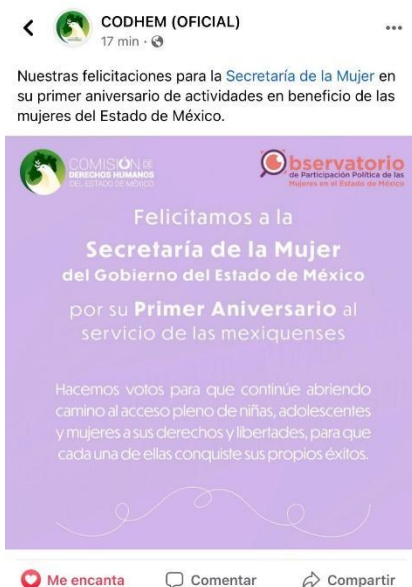 CODHEM (OFICIAL)
17 min
Nuestras felicitaciones para la Secretaría de la Mujer en
su primer aniversario de actividades en beneficio de las
mujeres del Estado de México.
COMISIÓN DE
DERECHOS HUMANOS
DEL ESTADO DE MÉXICO
Observatorio
de Participación Política de las
Mujeres en el Estado de México
Felicitamos a la
Secretaría de la Mujer
del Gobierno del Estado de México
por su Primer Aniversario al
servicio de las mexiquenses
Hacemos votos para que continúe abriendo
camino al acceso pleno de niñas, adolescentes
y mujeres a sus derechos y libertades, para que
cada una de ellas conquiste sus propios éxitos.
Me encanta
Comentar
Compartir